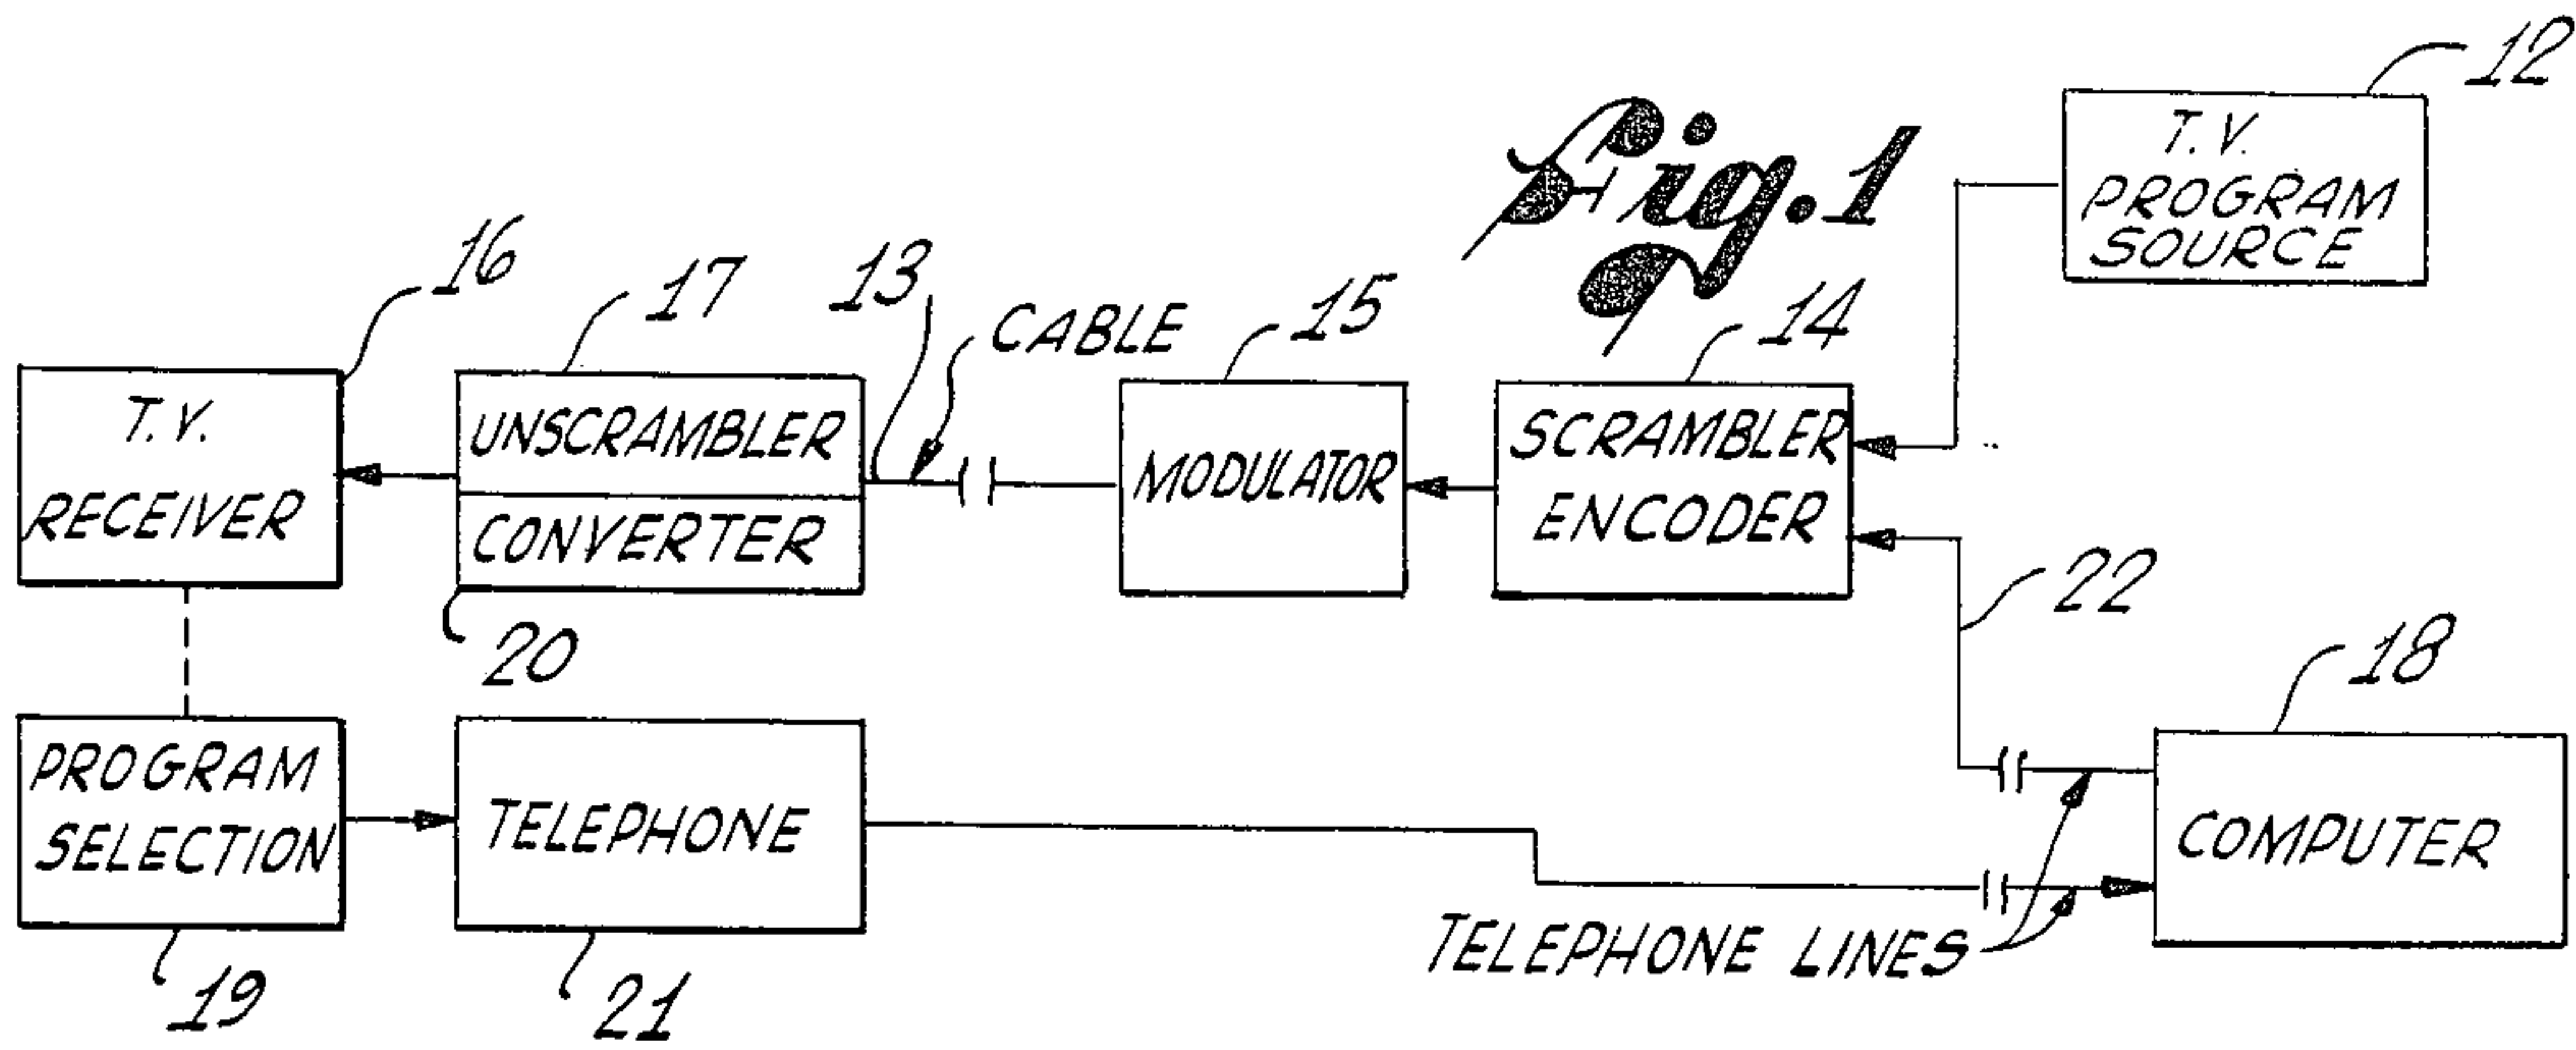 Fig.1
12
T.V.
PROGRAM
SOURCE
16
17
13
CABLE
15
14
T.V.
RECEIVER
UNSCRAMBLER
CONVERTER
MODULATOR
SCRAMBLER
ENCODER
20
22
18
PROGRAM
SELECTION
TELEPHONE
COMPUTER
TELEPHONE LINES
19
21